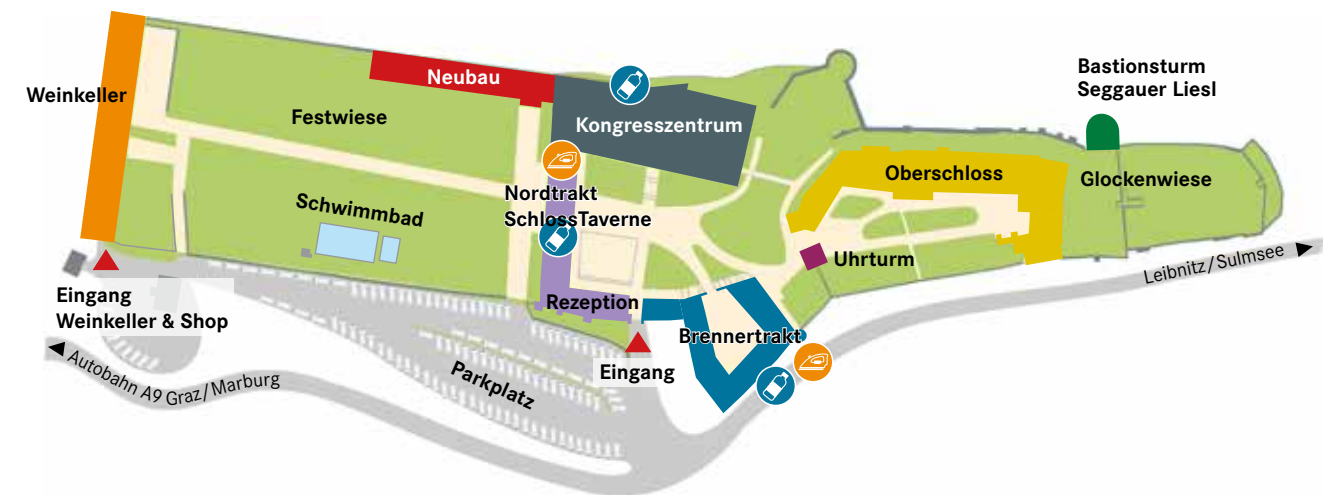 Weinkeller
Neubau
Festwiese
Kongresszentrum
Bastionsturm
Seggauer Liesl
Oberschloss
Glockenwiese
Nordtrakt
SchlossTaverne
Schwimmbad
Uhrturm
Leibnitz/Sulmsee
Eingang
Weinkeller & Shop
Rezeption
Brennertrakt
Eingang
Parkplatz
Autobahn A9 Graz/Marburg